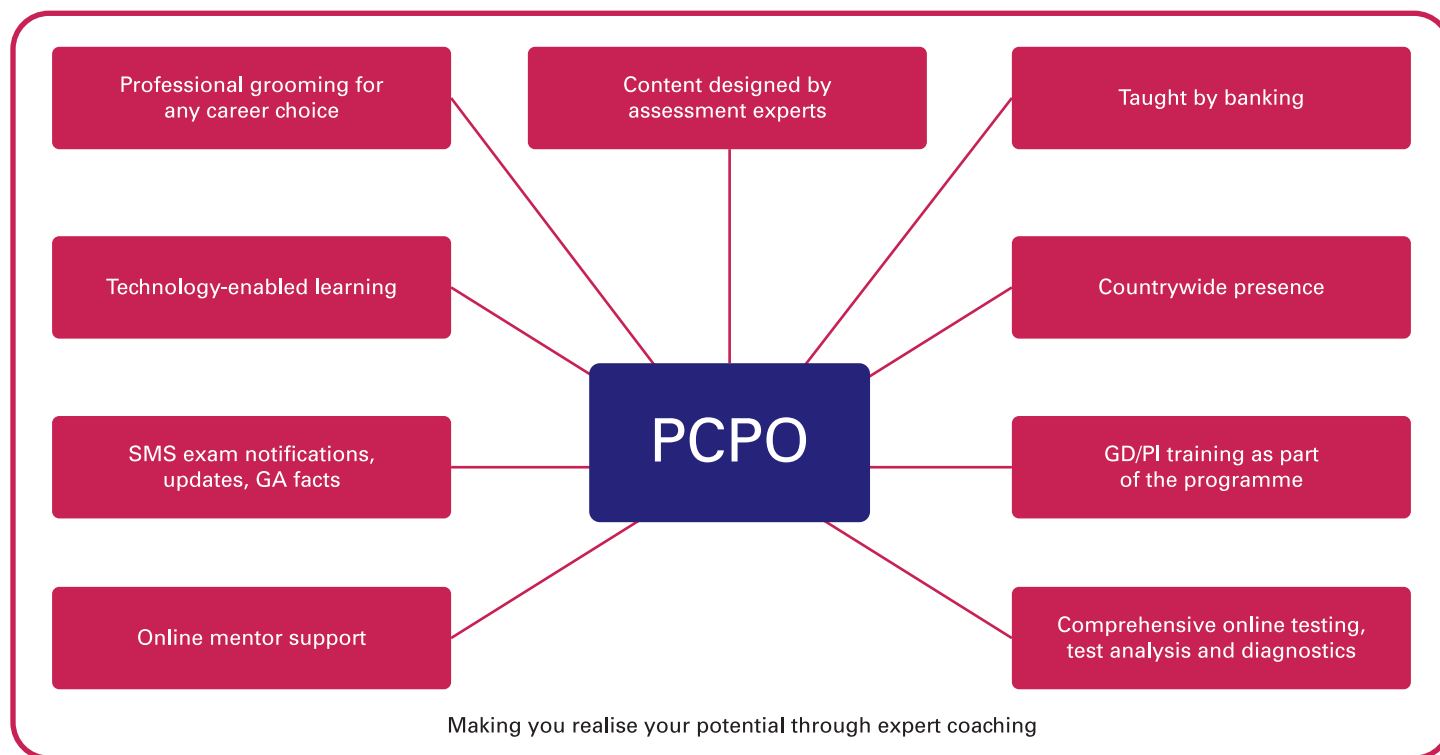 Professional grooming for
any career choice
Content designed by
assessment experts
Taught by banking
Technology-enabled learning
Countrywide presence
PCPO
SMS exam notifications,
updates, GA facts
GD/PI training as part
of the programme
Online mentor support
Comprehensive online testing,
test analysis and diagnostics
Making you realise your potential through expert coaching